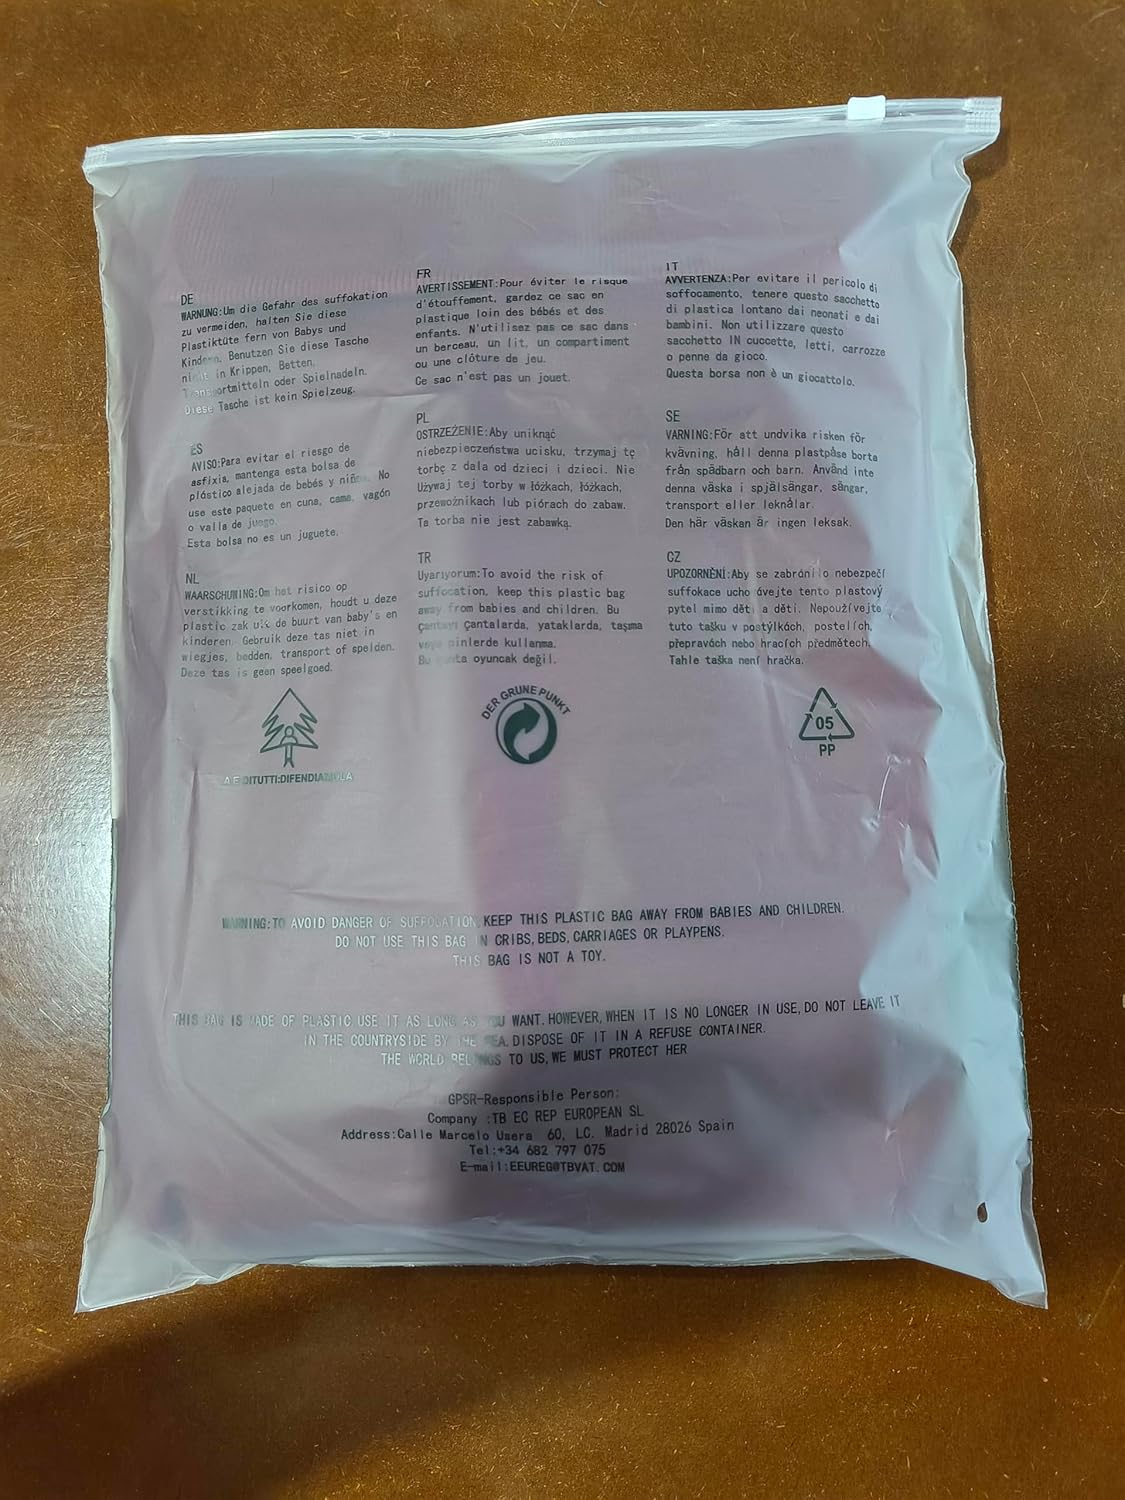 DE
WARNUNG:Um die Gefahr des suffokation
zu vermeiden, halten Sie diese
Plastiktüte fern von Babys und
Kindern. Benutzen Sie diese Tasche
nicht in Krippen, Betten,
Transportmitteln oder Spielnadeln.
Diese Tasche ist kein Spielzeug.
FR
AVERTISSEMENT:Pour éviter le risque
d'étouffement, gardez ce sac en
plastique loin des bébés et des
enfants. N'utilisez pas ce sac dans
un berceau, un lit, un compartiment
ou une clôture de jeu.
Ce sac n'est pas un jouet.
IT
AVVERTENZA:Per evitare il pericolo di
soffocamento, tenere questo sacchetto
di plastica lontano dai neonati e dai
bambini. Non utilizzare questo
sacchetto IN cuccette, letti, carrozze
o penne da gioco.
Questa borsa non è un giocattolo.
ES
AVISO:Para evitar el riesgo de
asfixia, mantenga esta bolsa de
plástico alejada de bebés y niños. No
use este paquete en cuna, cama, vagón
o valla de juego.
Esta bolsa no es un juguete.
PL
OSTRZEŻENIE:Aby uniknąć
niebezpieczeństwa ucisku, trzymaj tę
torbę z dala od dzieci i dzieci. Nie
Używaj tej torby w łóżkach, łóżkach,
przewoźnikach lub piórach do zabaw.
Ta torba nie jest zabawką.
SE
VARNING:För att undvika risken för
kvävning, håll denna plastpåse borta
från spädbarn och barn. Använd inte
denna väska i spjälsängar, sängar,
transport eller leknålar.
Den här väskan är ingen leksak.
NL
WAARSCHUWING:Om het risico op
verstikking te voorkomen, houdt u deze
plastic zak uit de buurt van baby's en
kinderen. Gebruik deze tas niet in
wiegjes, bedden, transport of spelden.
Deze tas is geen speelgoed.
TR
Uyarıyorum:To avoid the risk of
suffocation, keep this plastic bag
away from babies and children. Bu
çantayı çantalarda, yataklarda, taşıma
veya pinlerde kullanma.
Bu çanta oyuncak değil.
CZ
UPOZORNĚNÍ:Aby se zabránilo nebezpečí
suffokace uchovávejte tento plastový
pytel mimo děti a děti. Nepoužívejte
tuto tašku v postýlkách, postelích,
přepravách nebo hracích předmětech.
Tahle taška není hračka.
DER GRUNE PUNKT
05
PP
DITUTTI:DIFENDIAMOLA
WARNING:TO AVOID DANGER OF SUFFOCATION,KEEP THIS PLASTIC BAG AWAY FROM BABIES AND CHILDREN.
DO NOT USE THIS BAG IN CRIBS,BEDS,CARRIAGES OR PLAYPENS.
THIS BAG IS NOT A TOY.
THIS BAG IS MADE OF PLASTIC USE IT AS LONG AS YOU WANT.HOWEVER,WHEN IT IS NO LONGER IN USE,DO NOT LEAVE IT
IN THE COUNTRYSIDE BY THE SEA.DISPOSE OF IT IN A REFUSE CONTAINER.
THE WORLD BELONGS TO US,WE MUST PROTECT HER
GPSR-Responsible Person:
Company :TB EC REP EUROPEAN SL
Address:Calle Marcelo Usera 60, LC. Madrid 28026 Spain
Tel:+34 682 797 075
E-mail:EEUREG@TBVAT.COM